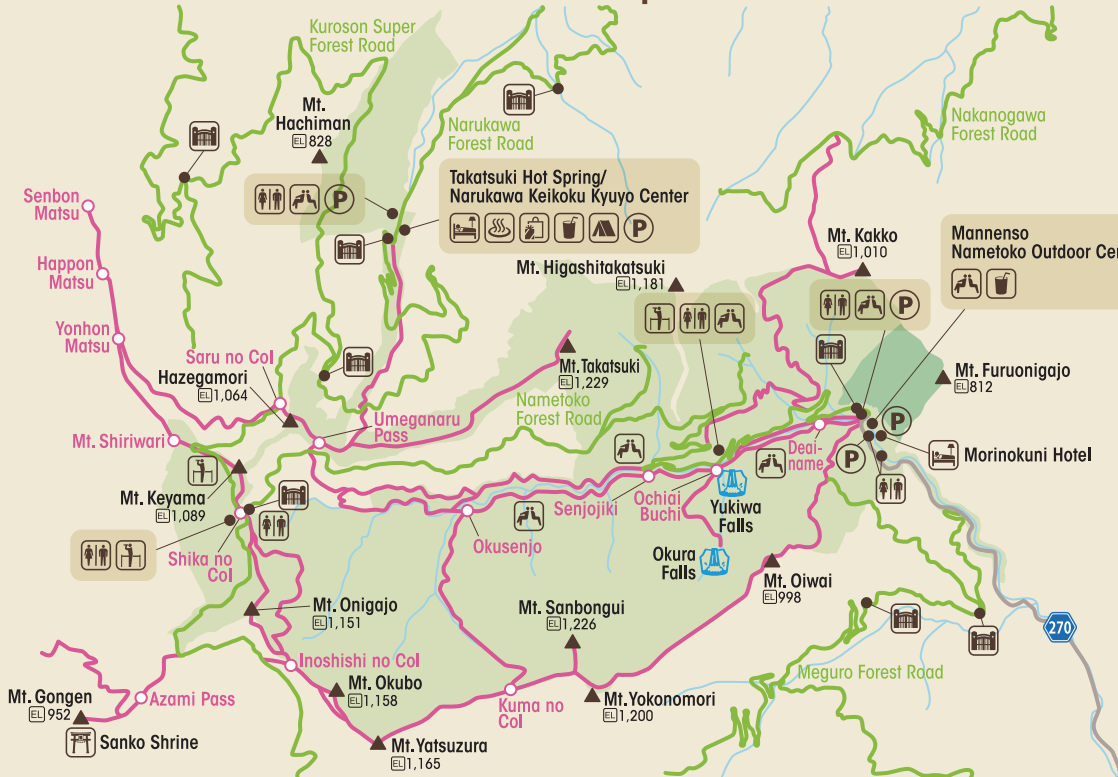 Kuroson Super
Forest Road
Mt.
Hachiman
EL 828
Narukawa
Forest Road
Nakanogawa
Forest Road
Takatsuki Hot Spring/
Narukawa Keikoku Kyuyo Center
P
P
Senbon
Matsu
Happon
Matsu
Yonhon
Matsu
Mt. Kakko
EL 1,010
Mannenso
Nametoko Outdoor Cen
Mt. Higashitakatsuki
EL 1,181
P
Saru no Col
Hazegamori
EL 1,064
Mt. Takatsuki
EL 1,229
Nametoko
Forest Road
Mt. Furuonigajo
EL 812
Umeganaru
Pass
Mt. Shiriwari
P
Deai-
name
P
Morinokuni Hotel
Mt. Keyama
EL 1,089
Senjojiki
Ochiai
Buchi
Yukiwa
Falls
Okusenjo
Shika no
Col
Okura
Falls
Mt. Oiwai
EL 998
Mt. Onigajo
EL 1,151
Mt. Sanbongui
EL 1,226
270
Inoshishi no Col
Meguro Forest Road
Mt. Okubo
EL 1,158
Kuma no
Col
Mt. Yokonomori
EL 1,200
Mt. Gongen
EL 952
Azami Pass
Sanko Shrine
Mt. Yatsuzura
EL 1,165